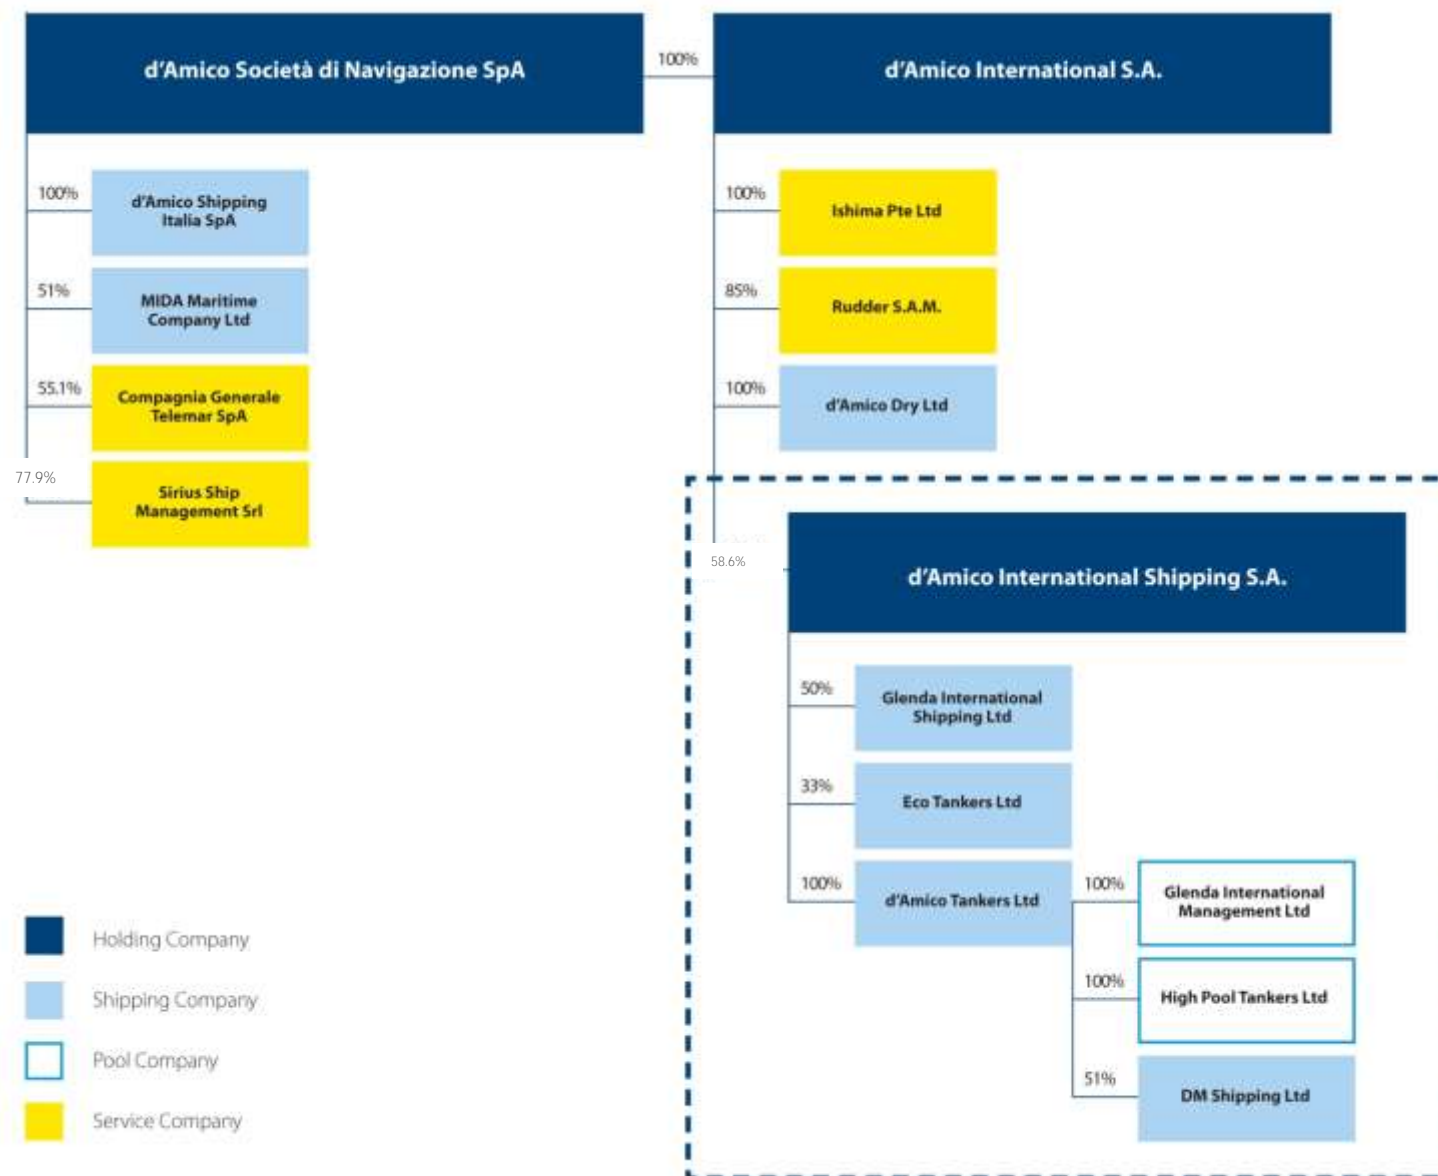 d'Amico Società di Navigazione SpA
100%
d'Amico International S.A.
100%
d'Amico Shipping
Italia SpA
51%
MIDA Maritime
Company Ltd
55.1%
Compagnia Generale
Telemar SpA
77.9%
Sirius Ship
Management Srl
100%
Ishima Pte Ltd
85%
Rudder S.A.M.
100%
d'Amico Dry Ltd
58.6%
d'Amico International Shipping S.A.
50%
Glenda International
Shipping Ltd
33%
Eco Tankers Ltd
100%
d'Amico Tankers Ltd
100%
Glenda International
Management Ltd
100%
High Pool Tankers Ltd
51%
DM Shipping Ltd
Holding Company
Shipping Company
Pool Company
Service Company